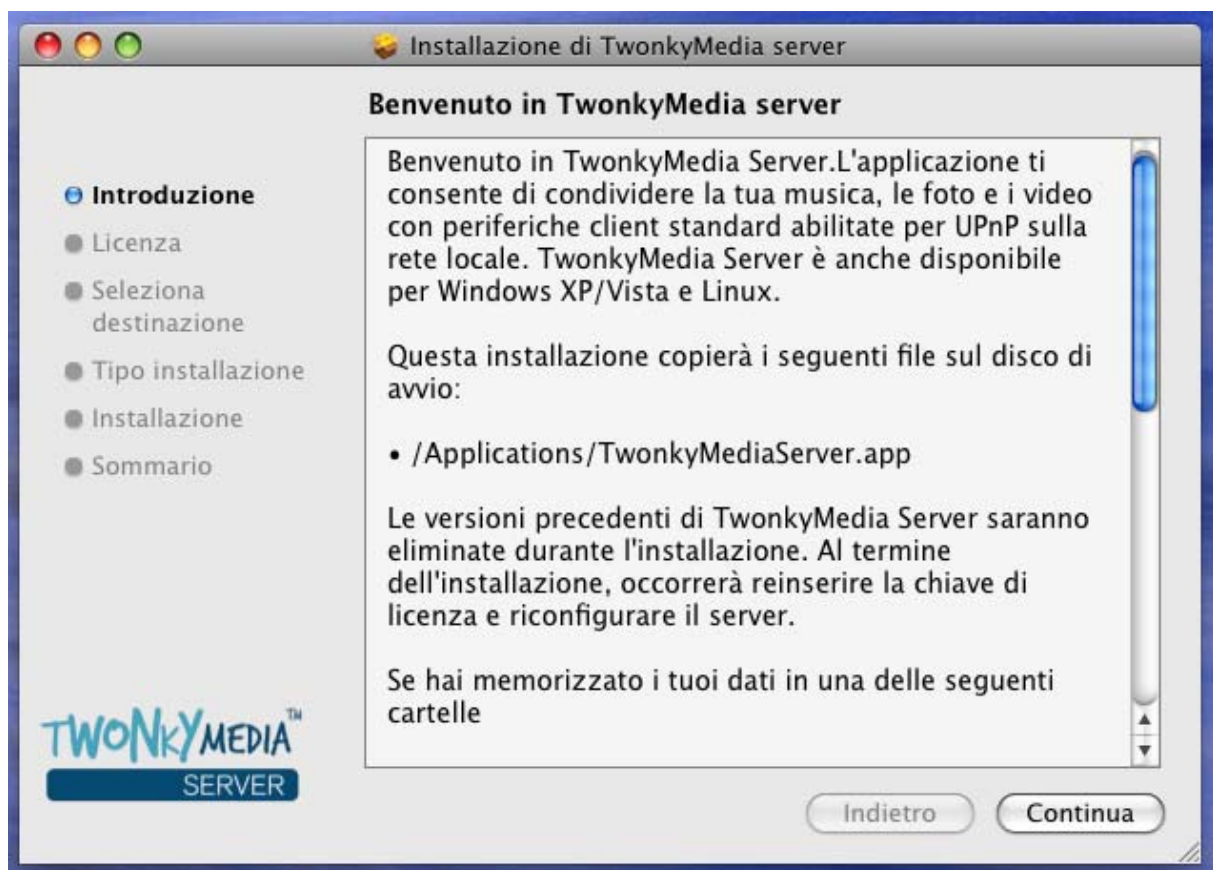 Installazione di TwonkyMedia server
Benvenuto in TwonkyMedia server
Introduzione
Licenza
Seleziona
destinazione
Tipo installazione
Installazione
Sommario
Benvenuto in TwonkyMedia Server.L'applicazione ti
consente di condividere la tua musica, le foto e i video
con periferiche client standard abilitate per UPnP sulla
rete locale. TwonkyMedia Server è anche disponibile
per Windows XP/Vista e Linux.
Questa installazione copierà i seguenti file sul disco di
avvio:
• /Applications/TwonkyMediaServer.app
Le versioni precedenti di TwonkyMedia Server saranno
eliminate durante l'installazione. Al termine
dell'installazione, occorrerà reinserire la chiave di
licenza e riconfigurare il server.
Se hai memorizzato i tuoi dati in una delle seguenti
cartelle
TWONKYMEDIA™
SERVER
Indietro
Continua